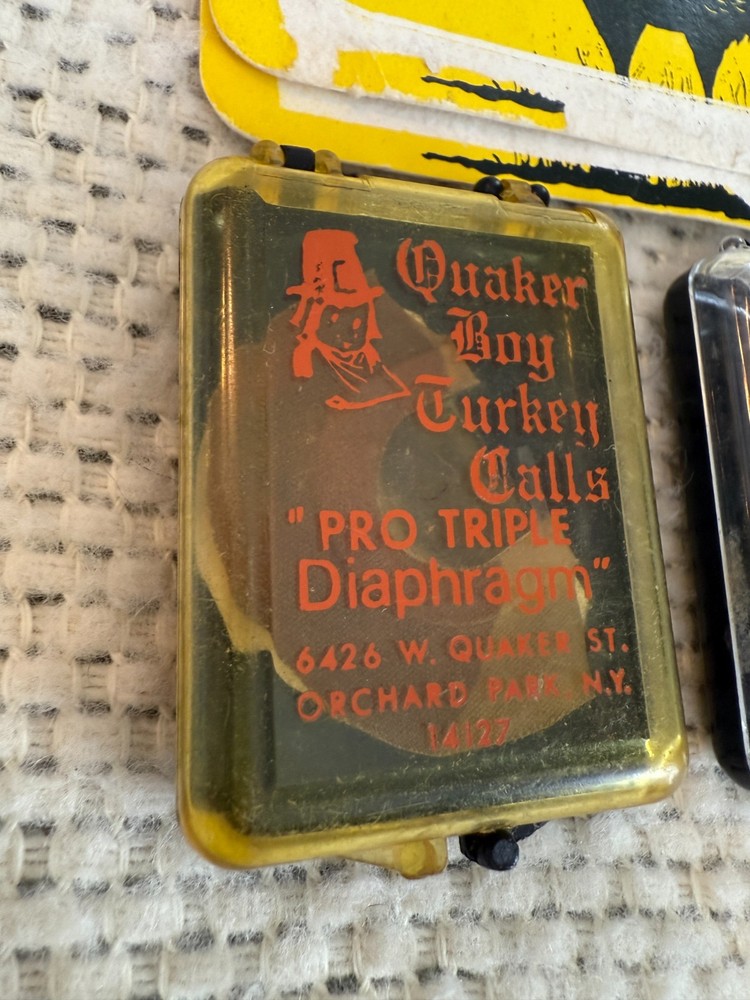 Quaker
Boy
Turkey
Calls
"PRO TRIPLE
Diaphragm"
6426 W. QUAKER ST.
ORCHARD PARK, N.Y.
14127